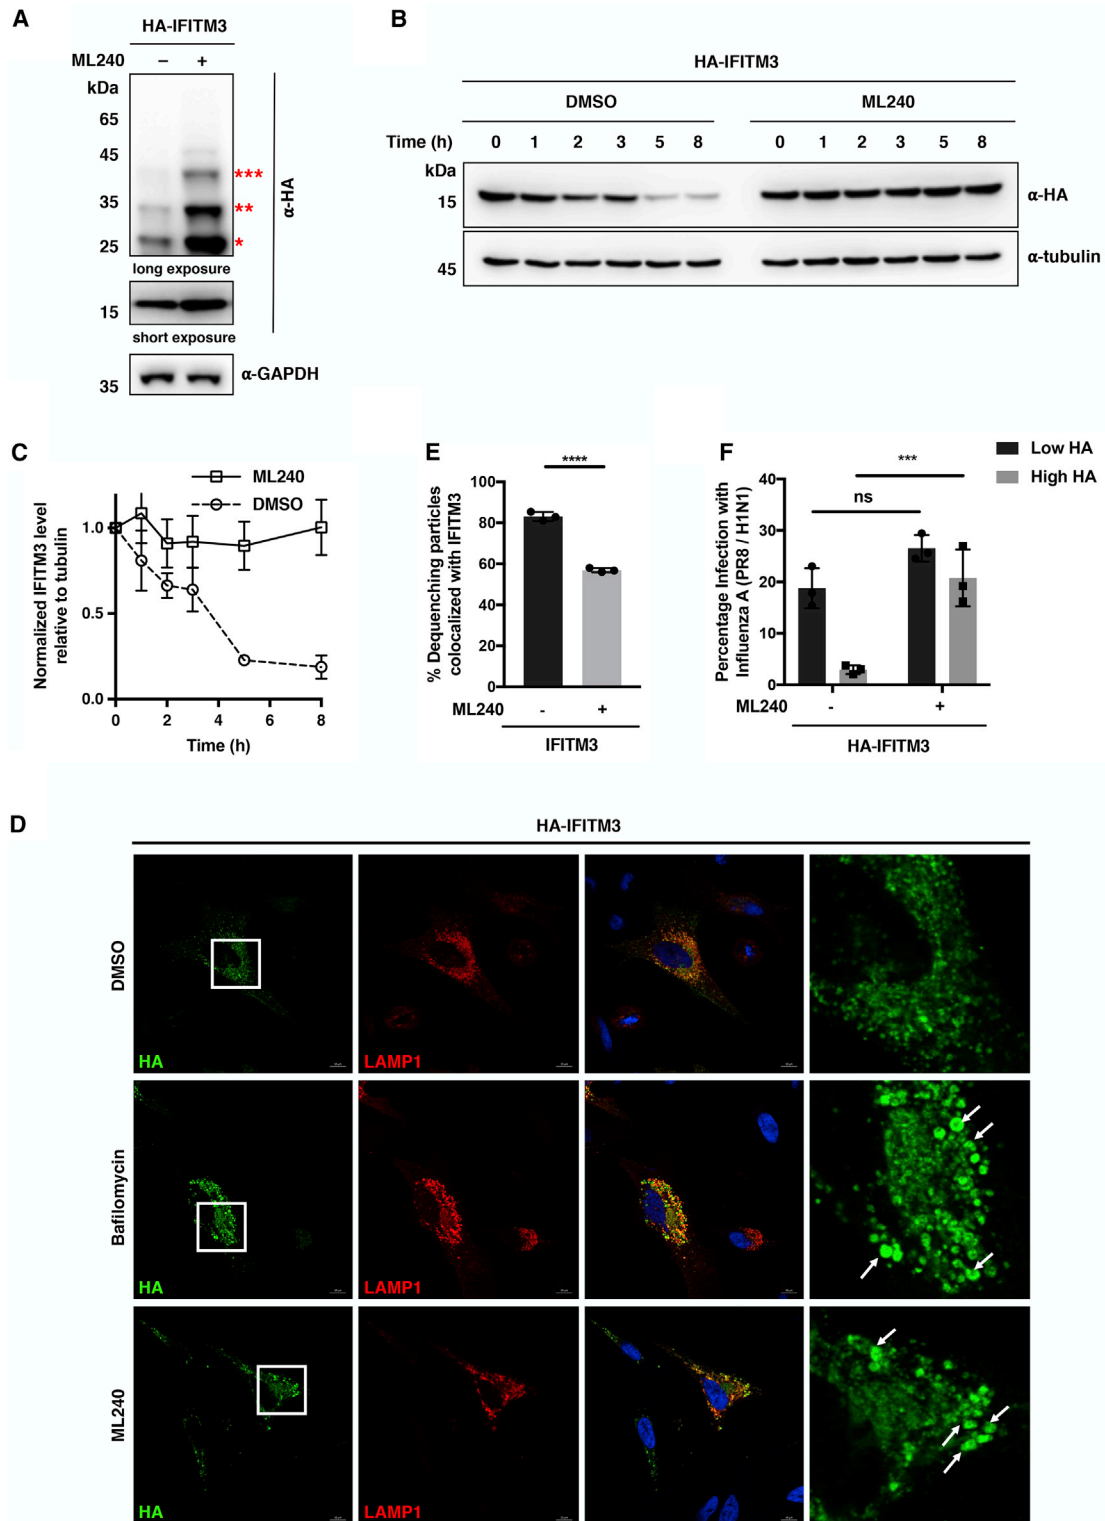 A
HA-IFITM3
ML240 – +
kDa
65
45
35
25
***
**
*
long exposure
15
short exposure
α-HA
35
α-GAPDH
B
HA-IFITM3
DMSO ML240
Time (h) 0 1 2 3 5 8 0 1 2 3 5 8
kDa
15
α-HA
45
α-tubulin
C
ML240
DMSO
Normalized IFITM3 level
relative to tubulin
1.0
0.5
0.0
0 2 4 6 8
Time (h)
E
****
% Dequenching particles
colocalized with IFITM3
100
80
60
40
20
0
ML240 - +
IFITM3
F
Low HA
High HA
***
ns
Percentage Infection with
Influenza A (PR8 / H1N1)
40
30
20
10
0
ML240 - +
HA-IFITM3
D
HA-IFITM3
DMSO
HA LAMP1
Bafilomycin
HA LAMP1
ML240
HA LAMP1